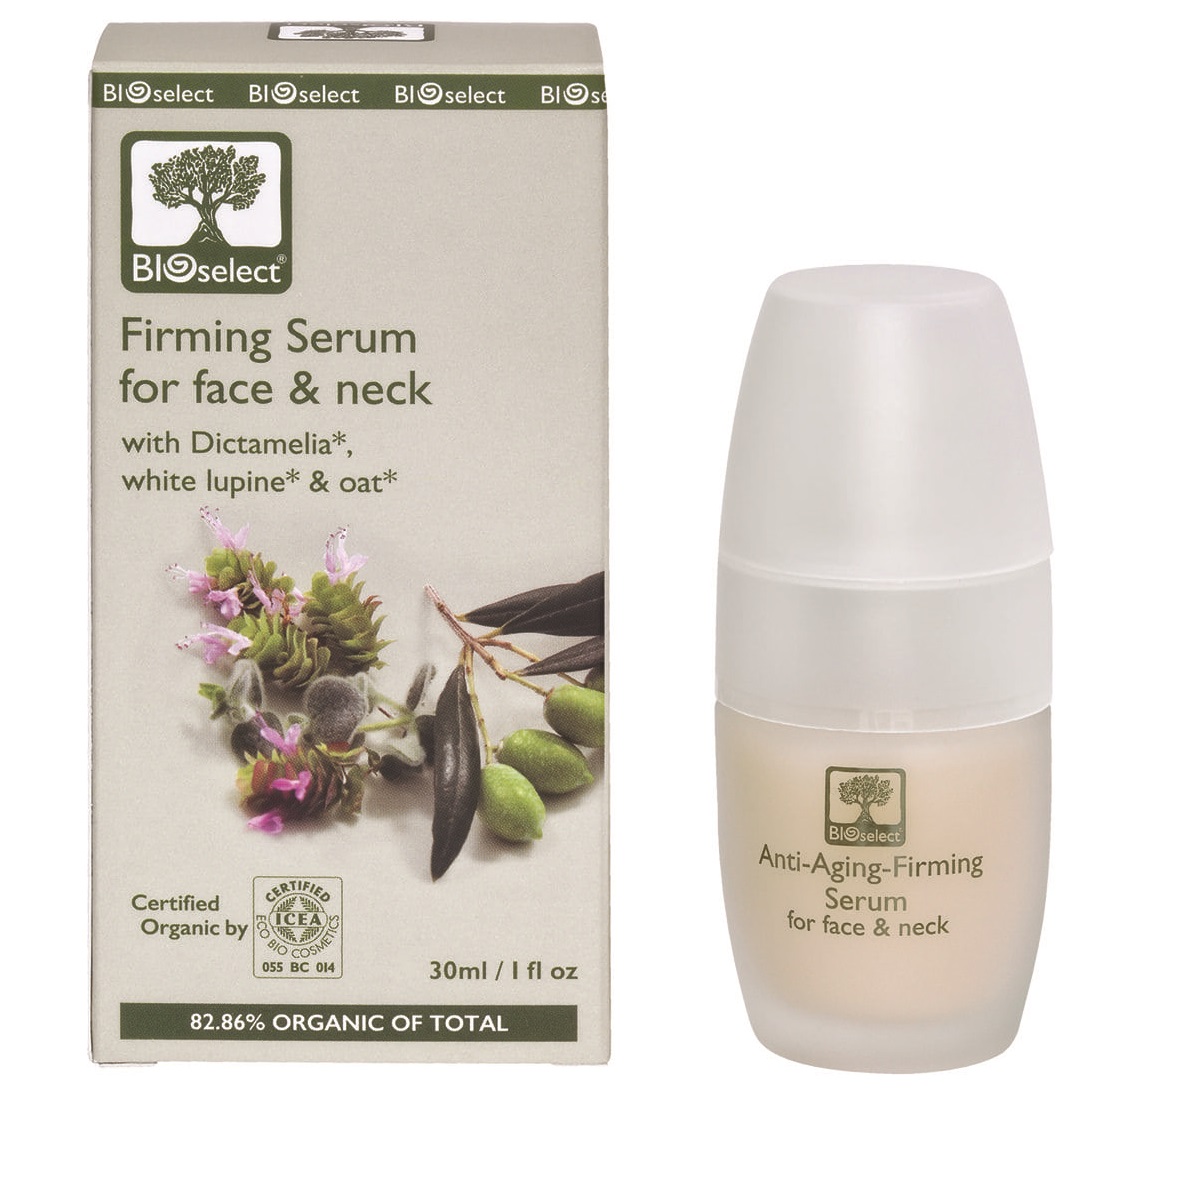 BIOselect BIOselect BIOselect BIOse
BIOselect®
Firming Serum
for face & neck
with Dictamelia*,
white lupine* & oat*
Certified
Organic by
CERTIFIED
ICEA
ECO BIO COSMETICS
055 BC 014
30ml / 1 fl oz
82.86% ORGANIC OF TOTAL
BIOselect
Anti-Aging-Firming
Serum
for face & neck